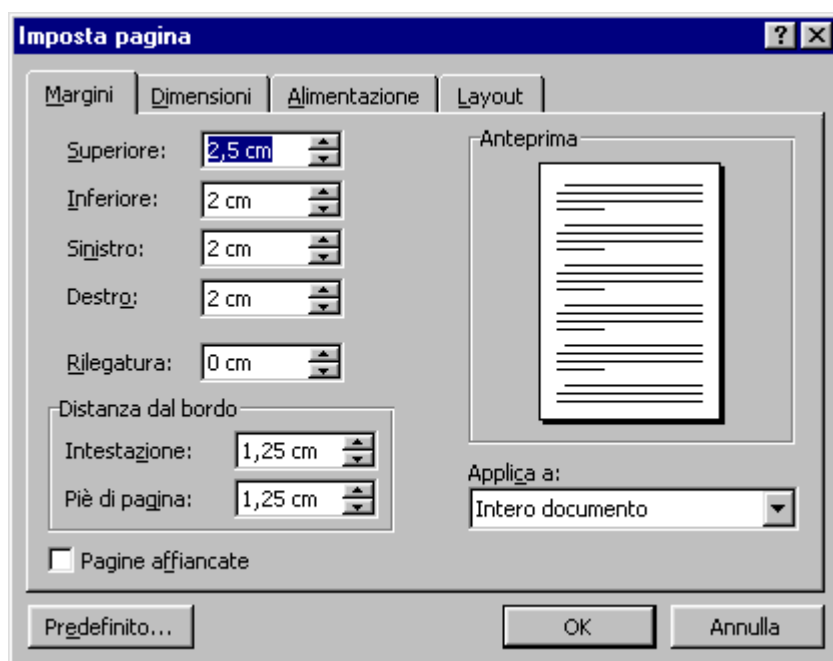 Imposta pagina
Margini
Dimensioni
Alimentazione
Layout
Superiore: 2,5 cm
Inferiore: 2 cm
Sinistro: 2 cm
Destro: 2 cm
Rilegatura: 0 cm
Distanza dal bordo
Intestazione: 1,25 cm
Piè di pagina: 1,25 cm
Pagine affiancate
Anteprima
Applica a:
Intero documento
Predefinito...
OK
Annulla